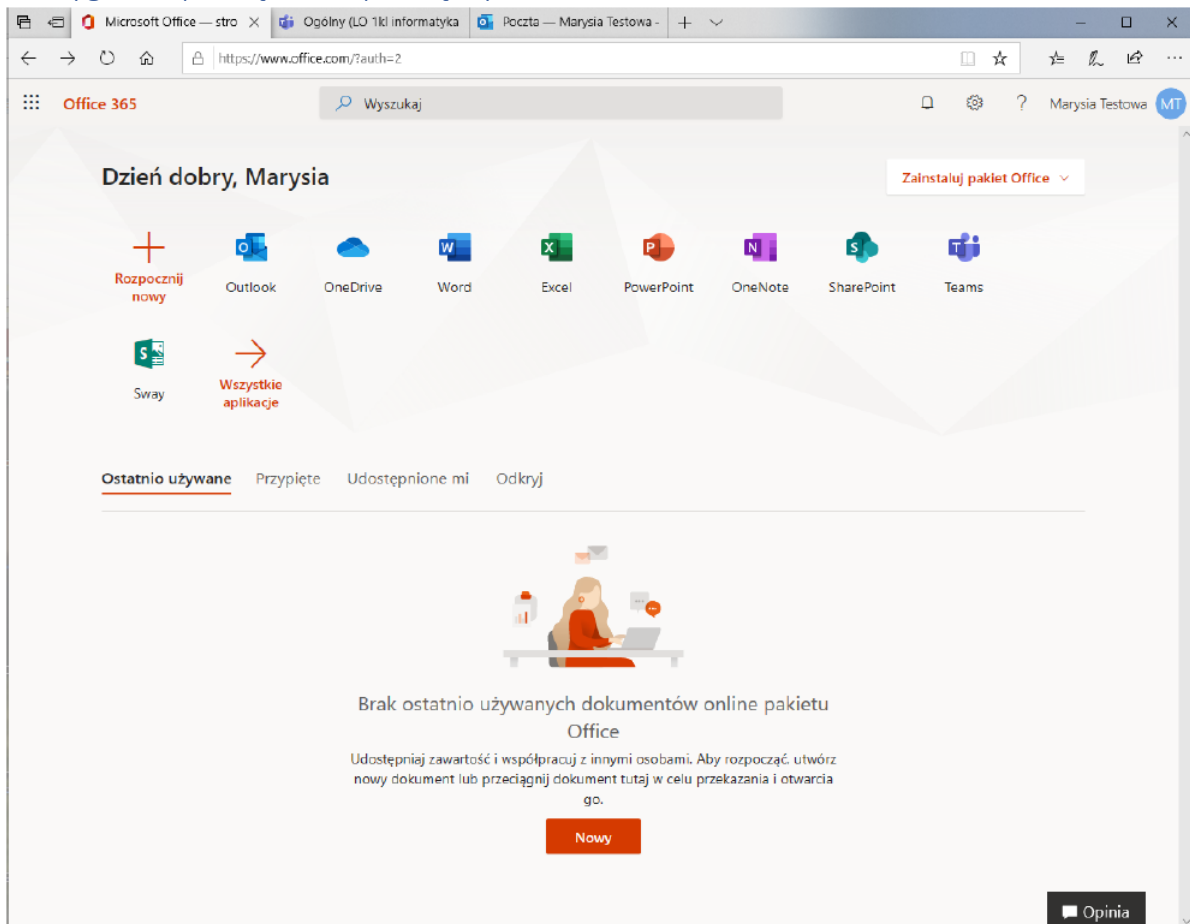 Microsoft Office — stro
Ogólny (LO 1kl informatyka
Poczta — Marysia Testowa -
https://www.office.com/?auth=2
Office 365
Wyszukaj
?
Marysia Testowa
MT
Dzień dobry, Marysia
Zainstaluj pakiet Office
Rozpocznij
nowy
Outlook
OneDrive
Word
Excel
PowerPoint
OneNote
SharePoint
Teams
Sway
Wszystkie
aplikacje
Ostatnio używane
Przypięte
Udostępnione mi
Odkryj
Brak ostatnio używanych dokumentów online pakietu
Office
Udostępniaj zawartość i współpracuj z innymi osobami. Aby rozpocząć, utwórz
nowy dokument lub przeciągnij dokument tutaj w celu przekazania i otwarcia
go.
Nowy
Opinia